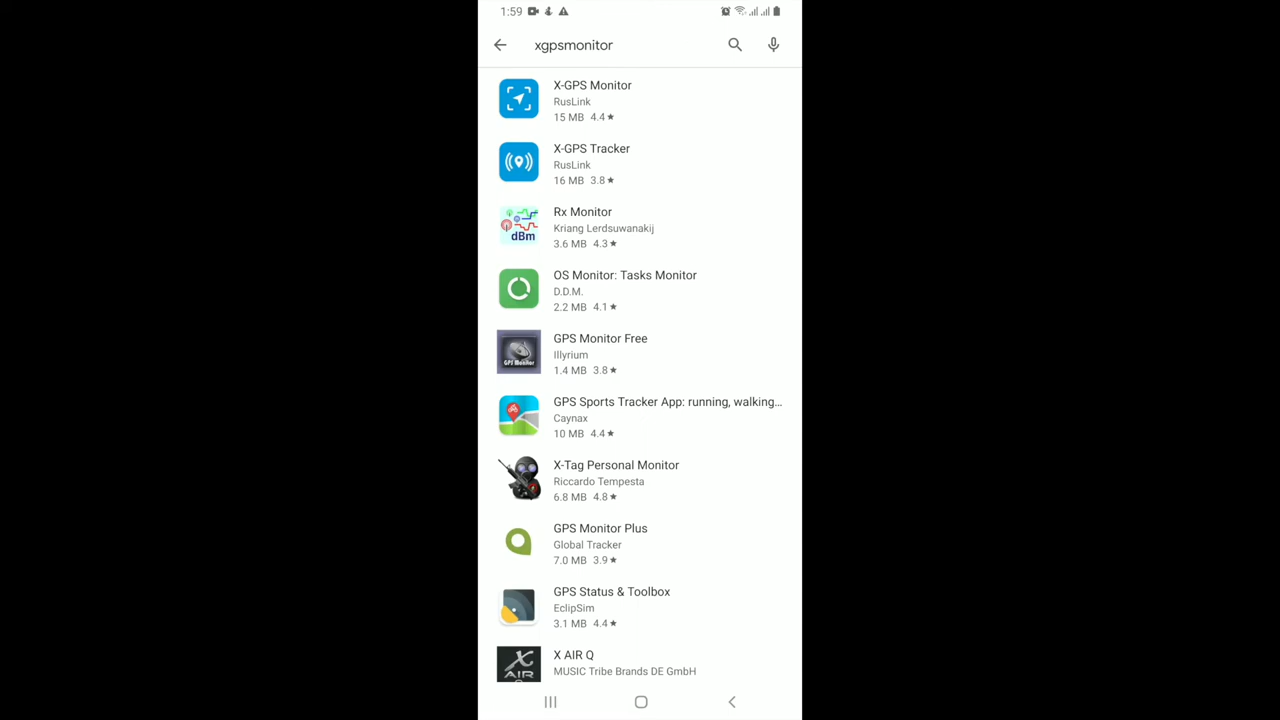 1:59
xgpsmonitor
X-GPS Monitor
RusLink
15 MB 4.4★
X-GPS Tracker
RusLink
16 MB 3.8★
dBm
Rx Monitor
Kriang Lerdsuwanakij
3.6 MB 4.3★
OS Monitor: Tasks Monitor
D.D.M.
2.2 MB 4.1★
GPS Monitor
GPS Monitor Free
Illyrium
1.4 MB 3.8★
GPS Sports Tracker App: running, walking...
Caynax
10 MB 4.4★
X-Tag Personal Monitor
Riccardo Tempesta
6.8 MB 4.8★
GPS Monitor Plus
Global Tracker
7.0 MB 3.9★
GPS Status & Toolbox
EclipSim
3.1 MB 4.4★
X AIR
X AIR Q
MUSIC Tribe Brands DE GmbH